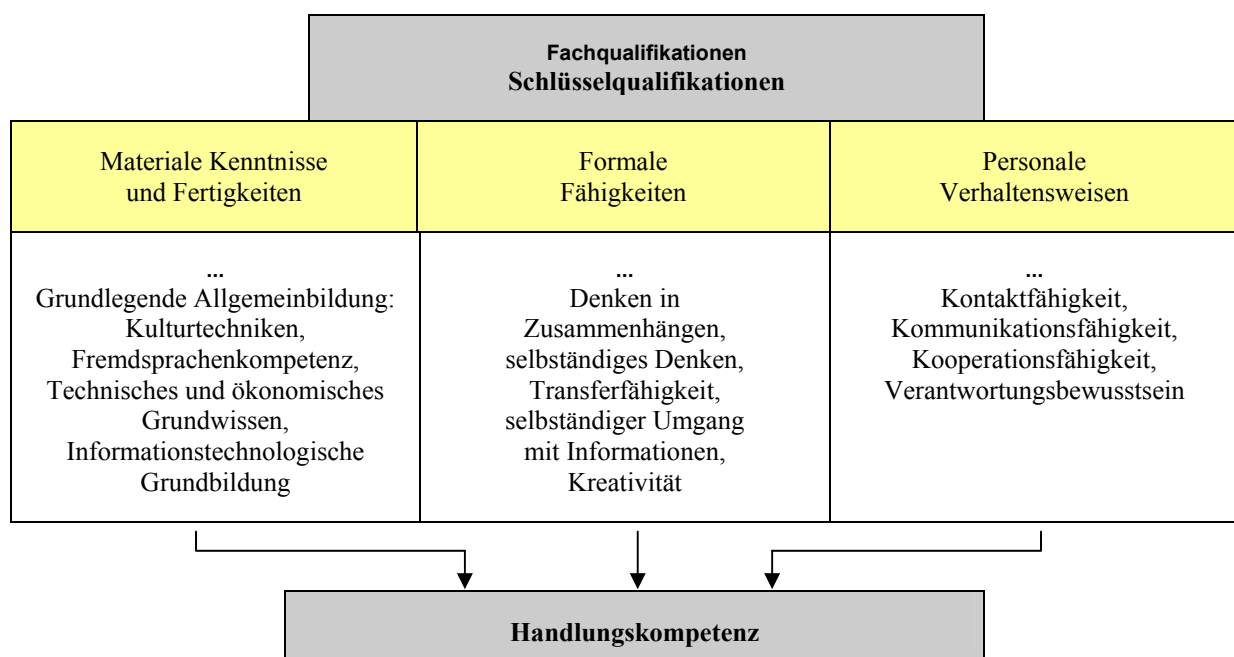 Fachqualifikationen
Schlüsselqualifikationen
Materiale Kenntnisse
und Fertigkeiten
Formale
Fähigkeiten
Personale
Verhaltensweisen
...
Grundlegende Allgemeinbildung:
Kulturtechniken,
Fremdsprachenkompetenz,
Technisches und ökonomisches
Grundwissen,
Informationstechnologische
Grundbildung
...
Denken in
Zusammenhängen,
selbständiges Denken,
Transferfähigkeit,
selbständiger Umgang
mit Informationen,
Kreativität
...
Kontaktfähigkeit,
Kommunikationsfähigkeit,
Kooperationsfähigkeit,
Verantwortungsbewusstsein
Handlungskompetenz